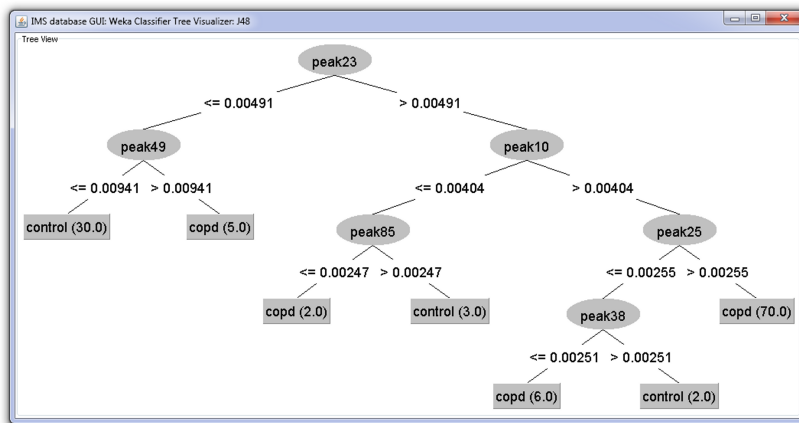 IMS database GUI: Weka Classifier Tree Visualizer: J48
Tree View
peak23
<= 0.00491 > 0.00491
peak49 peak10
<= 0.00941 > 0.00941 <= 0.00404 > 0.00404
control (30.0) copd (5.0) peak85 peak25
<= 0.00247 > 0.00247 <= 0.00255 > 0.00255
copd (2.0) control (3.0) peak38 copd (70.0)
<= 0.00251 > 0.00251
copd (6.0) control (2.0)